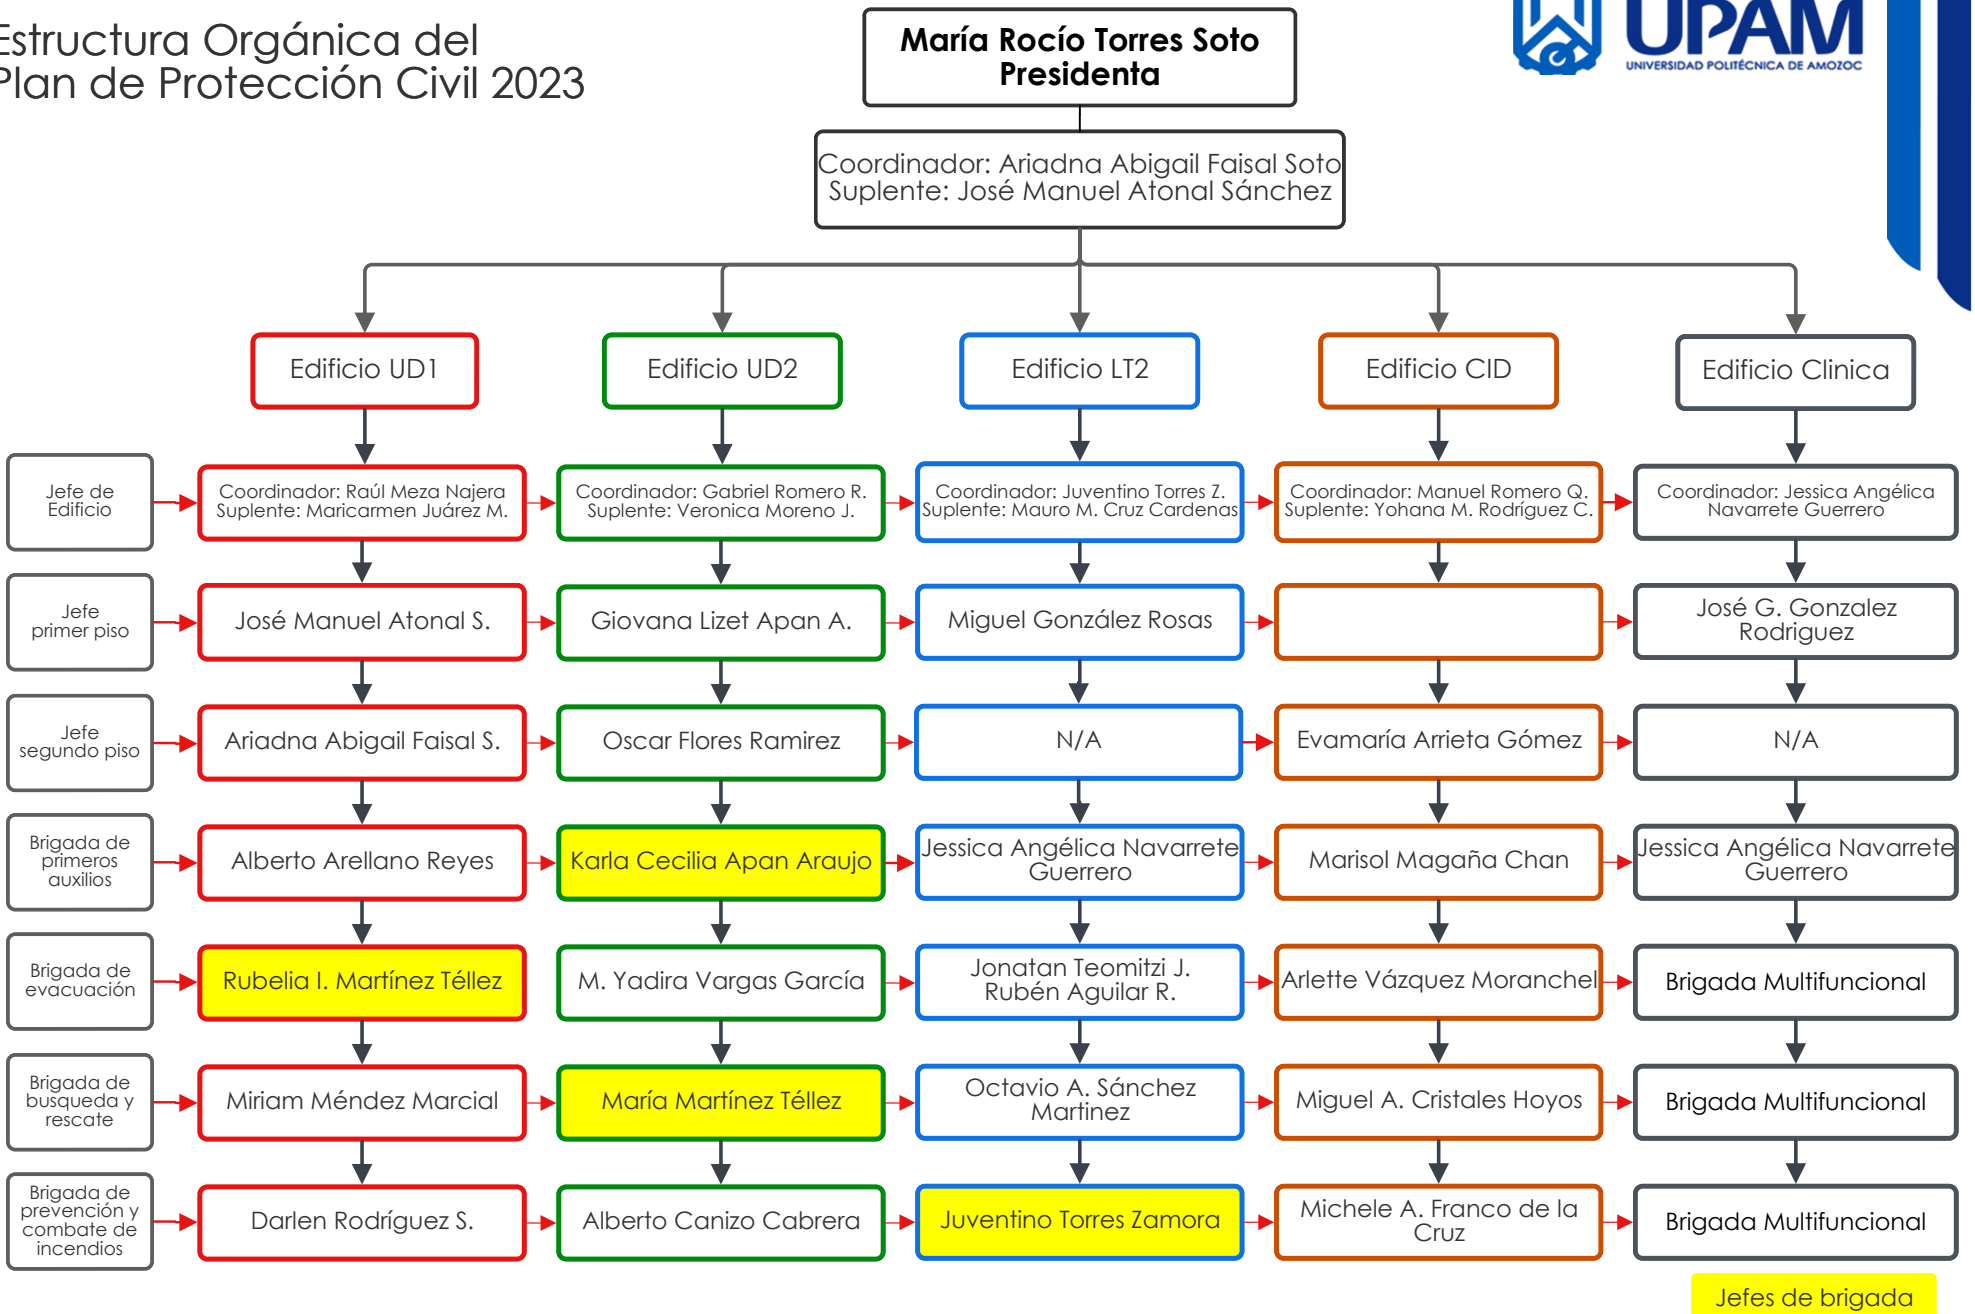 Estructura Orgánica del
Plan de Protección Civil 2023
María Rocío Torres Soto
Presidenta
UPAM
UNIVERSIDAD POLITÉCNICA DE AMOZOC
Coordinador: Ariadna Abigail Faisal Soto
Suplente: José Manuel Atonal Sánchez
Edificio UD1
Edificio UD2
Edificio LT2
Edificio CID
Edificio Clinica
Jefe de
Edificio
Coordinador: Raúl Meza Najera
Suplente: Maricarmen Juárez M.
Coordinador: Gabriel Romero R.
Suplente: Veronica Moreno J.
Coordinador: Juventino Torres Z.
Suplente: Mauro M. Cruz Cardenas
Coordinador: Manuel Romero Q.
Suplente: Yohana M. Rodríguez C.
Coordinador: Jessica Angélica
Navarrete Guerrero
Jefe
primer piso
José Manuel Atonal S.
Giovana Lizet Apan A.
Miguel González Rosas
José G. Gonzalez
Rodriguez
Jefe
segundo piso
Ariadna Abigail Faisal S.
Oscar Flores Ramirez
N/A
Evamaría Arrieta Gómez
N/A
Brigada de
primeros
auxilios
Alberto Arellano Reyes
Karla Cecilia Apan Araujo
Jessica Angélica Navarrete
Guerrero
Marisol Magaña Chan
Jessica Angélica Navarrete
Guerrero
Brigada de
evacuación
Rubelia I. Martínez Téllez
M. Yadira Vargas García
Jonatan Teomitzi J.
Rubén Aguilar R.
Arlette Vázquez Moranchel
Brigada Multifuncional
Brigada de
busqueda y
rescate
Miriam Méndez Marcial
María Martínez Téllez
Octavio A. Sánchez
Martinez
Miguel A. Cristales Hoyos
Brigada Multifuncional
Brigada de
prevención y
combate de
incendios
Darlen Rodríguez S.
Alberto Canizo Cabrera
Juventino Torres Zamora
Michele A. Franco de la
Cruz
Brigada Multifuncional
Jefes de brigada